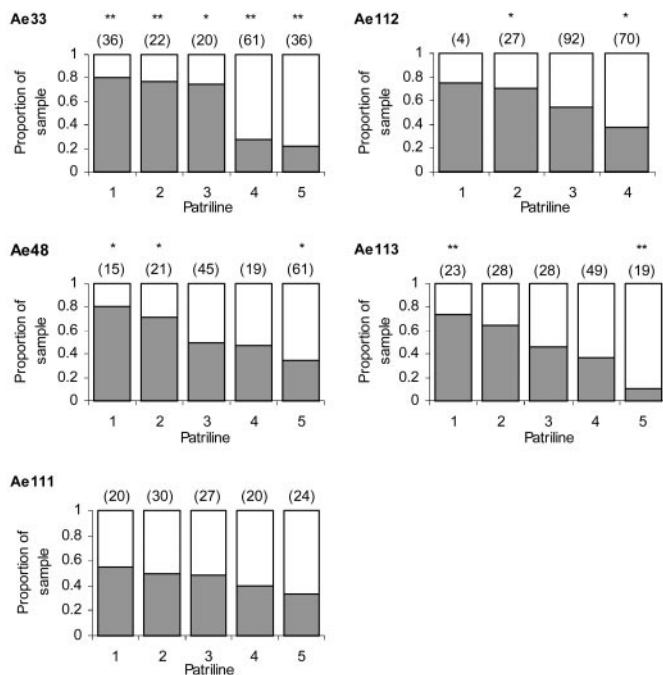 Ae33
** ** * ** **
(36) (22) (20) (61) (36)
1
0.8
0.6
0.4
0.2
0
Proportion of
sample
1 2 3 4 5
Patriline
Ae112
* *
(4) (27) (92) (70)
1
0.8
0.6
0.4
0.2
0
Proportion of
sample
1 2 3 4
Patriline
Ae48
* * *
(15) (21) (45) (19) (61)
1
0.8
0.6
0.4
0.2
0
Proportion of
sample
1 2 3 4 5
Patriline
Ae113
** **
(23) (28) (28) (49) (19)
1
0.8
0.6
0.4
0.2
0
Proportion of
sample
1 2 3 4 5
Patriline
Ae111
(20) (30) (27) (20) (24)
1
0.8
0.6
0.4
0.2
0
Proportion of
sample
1 2 3 4 5
Patriline